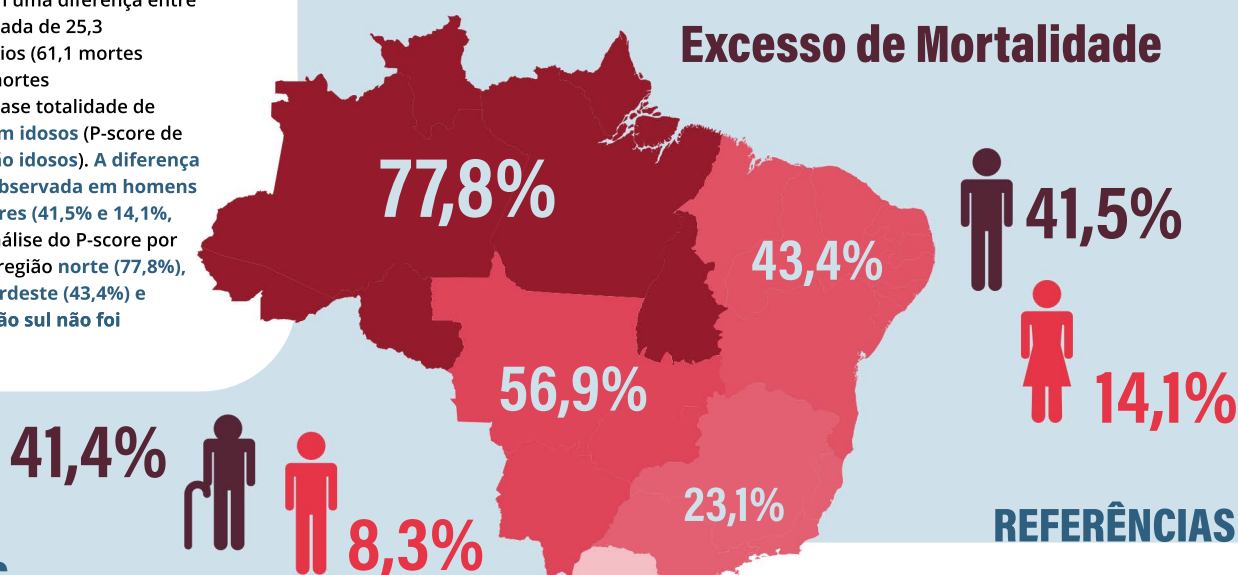 uma diferença entre
ada de 25,3
ios (61,1 mortes
mortes
ase totalidade de
m idosos (P-score de
ão idosos). A diferença
bservada em homens
res (41,5% e 14,1%,
nálise do P-score por
região norte (77,8%),
rdeste (43,4%) e
ão sul não foi
Excesso de Mortalidade
77,8%
41,5%
43,4%
14,1%
56,9%
41,4%
8,3%
23,1%
REFERÊNCIAS